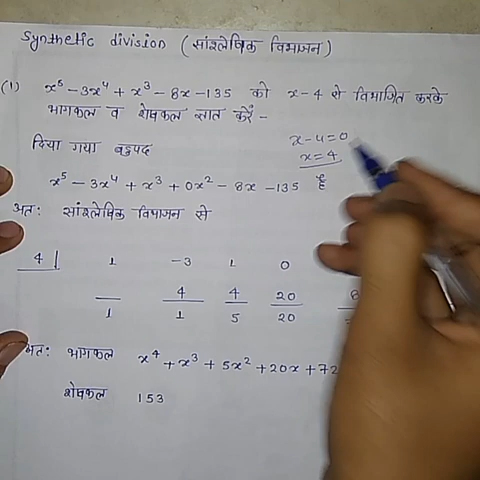 Synthetic division (सांश्लेषिक विभाजन)
(1) x⁵ - 3x⁴ + x³ - 8x - 135 को x - 4 से विभाजित करके
भागफल व शेषफल ज्ञात करें -
x - 4 = 0
दिया गया बहुपद
x = 4
x⁵ - 3x⁴ + x³ + 0x² - 8x - 135 है
अतः सांश्लेषिक विभाजन से
4 1 -3 1 0
4 4 20 8
1 1 5 20
अतः भागफल x⁴ + x³ + 5x² + 20x + 72
शेषफल 153